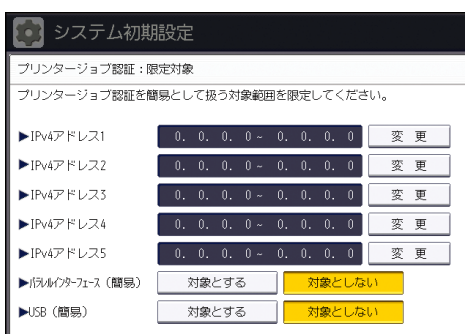 システム初期設定
プリンタージョブ認証：限定対象
プリンタージョブ認証を簡易として扱う対象範囲を限定してください。
▶IPv4アドレス1 0. 0. 0. 0 ～ 0. 0. 0. 0 変 更
▶IPv4アドレス2 0. 0. 0. 0 ～ 0. 0. 0. 0 変 更
▶IPv4アドレス3 0. 0. 0. 0 ～ 0. 0. 0. 0 変 更
▶IPv4アドレス4 0. 0. 0. 0 ～ 0. 0. 0. 0 変 更
▶IPv4アドレス5 0. 0. 0. 0 ～ 0. 0. 0. 0 変 更
▶パラレルインターフェース（簡易） 対象とする 対象としない
▶USB（簡易） 対象とする 対象としない